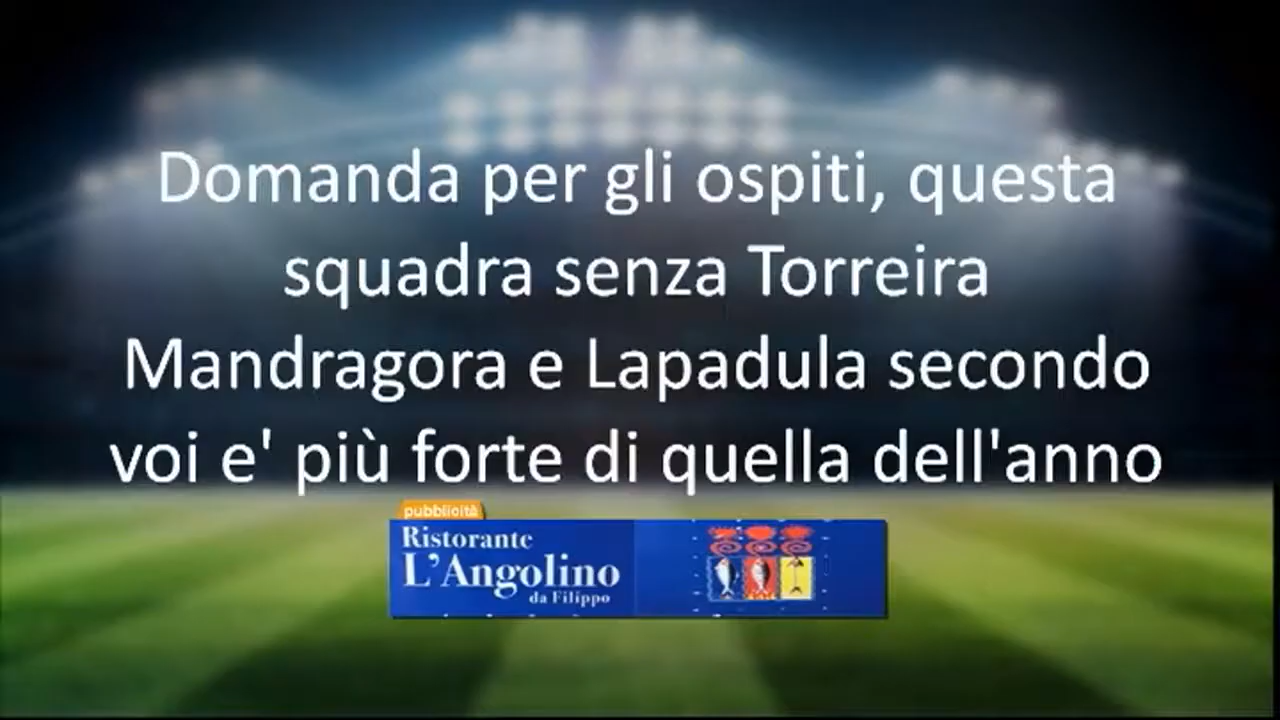 Domanda per gli ospiti, questa
squadra senza Torreira
Mandragora e Lapadula secondo
voi e' più forte di quella dell'anno
pubblicità
Ristorante
L'Angolino
da Filippo